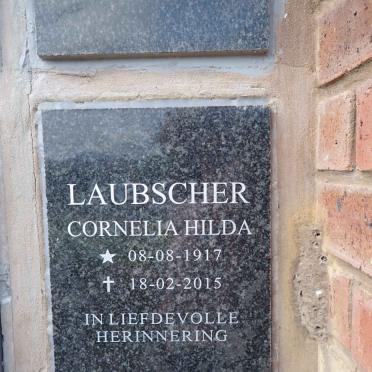 LAUBSCHER
CORNELIA HILDA
★ 08-08-1917
✝ 18-02-2015
IN LIEFDEVOLLE
HERINNERING